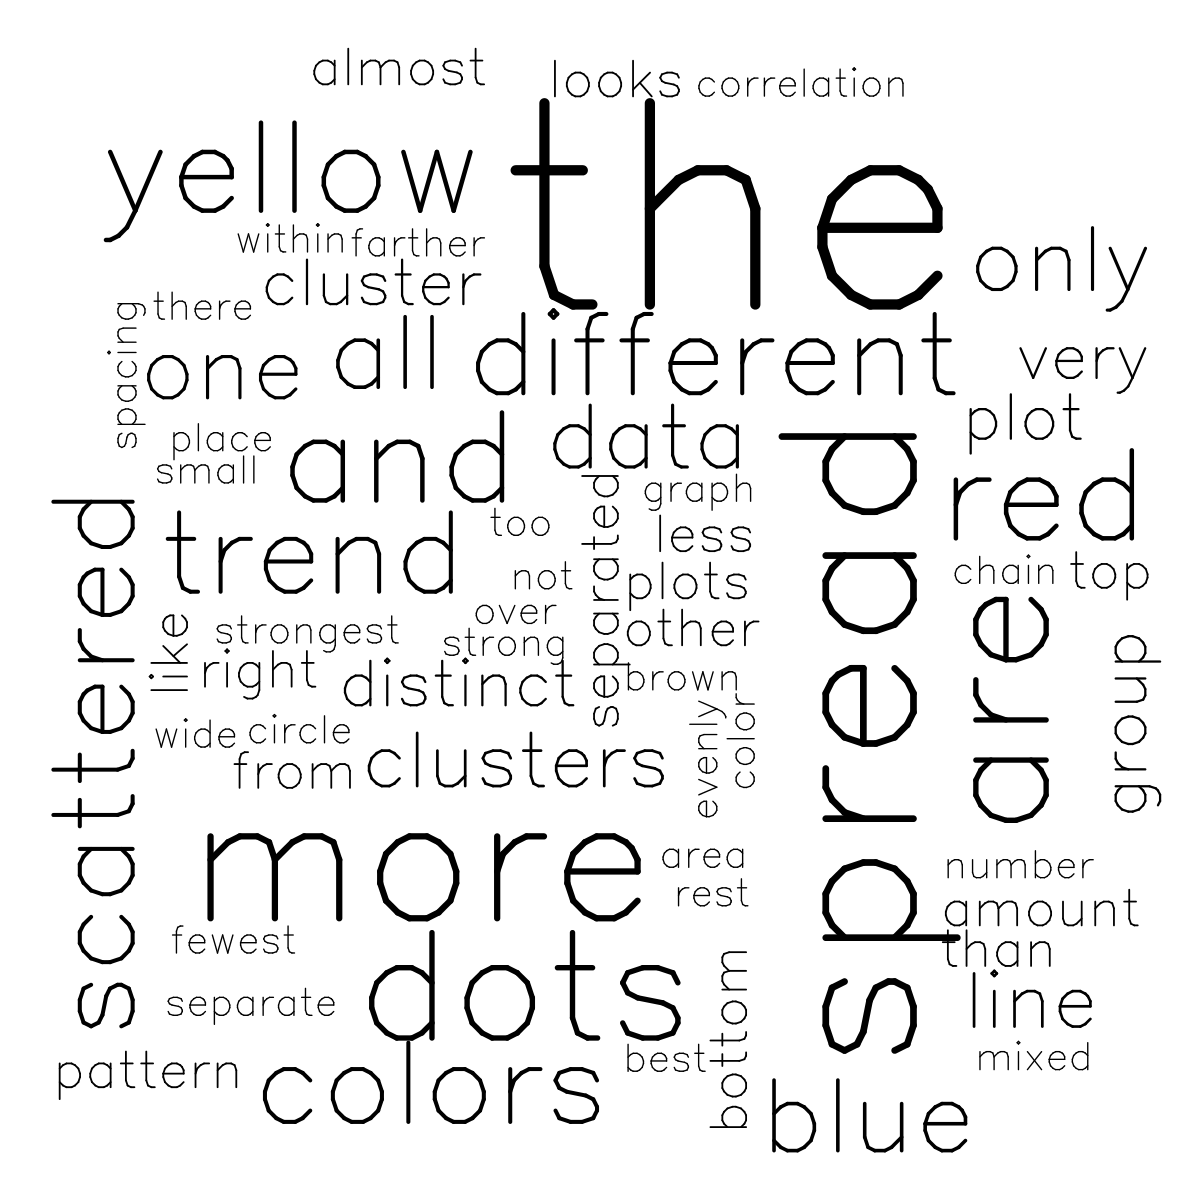 almost
looks
correlation
yellow
the
within
farther
only
cluster
there
spacing
one
all
different
very
plot
place
small
and
data
graph
spread
red
scattered
trend
too
separated
less
not
plots
chain
top
are
like
strongest
over
strong
other
right
distinct
brown
group
wide
circle
from
clusters
evenly
color
more
area
rest
number
amount
than
fewest
dots
separate
bottom
line
mixed
pattern
colors
best
blue